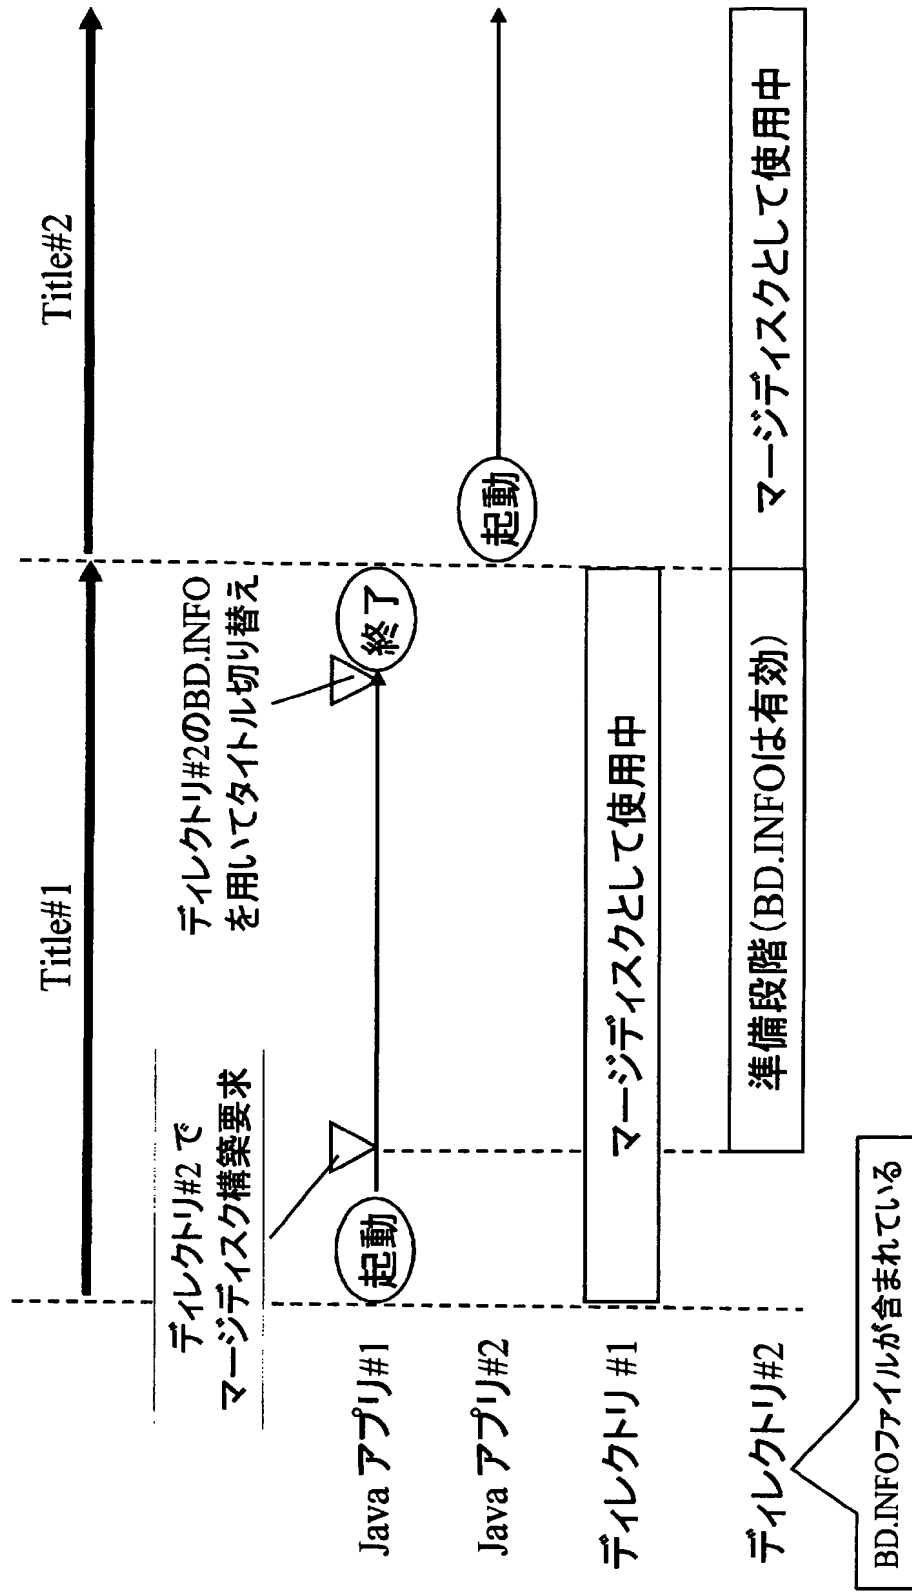 Title#1
Title#2
ディレクトリ#2 で
マージディスク構築要求
ディレクトリ#2のBD.INFO
を用いてタイトル切り替え
Java アプリ#1
起動
終了
Java アプリ#2
起動
ディレクトリ #1
マージディスクとして使用中
ディレクトリ#2
準備段階(BD.INFOは有効)
マージディスクとして使用中
BD.INFOファイルが含まれている